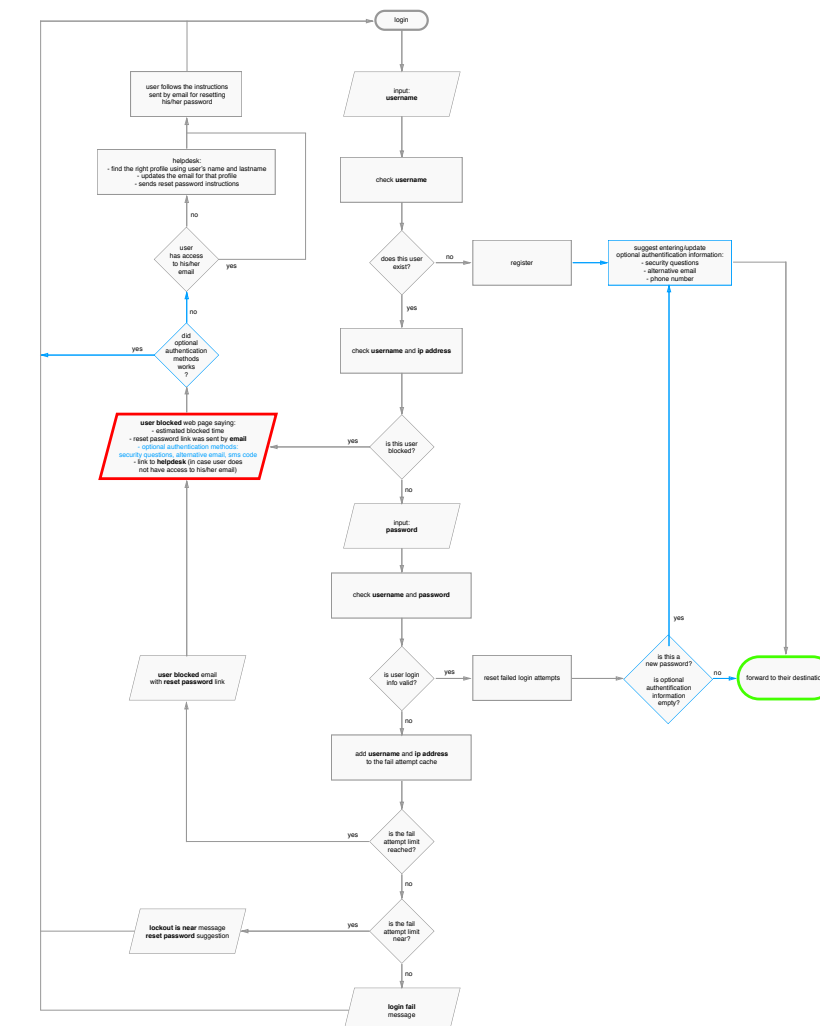 login
user follows the instructions
sent by email for resetting
his/her password
input:
username
helpdesk:
- find the right profile using user's name and lastname
- updates the email for that profile
- sends reset password instructions
check username
no
user
has access
to his/her
email
yes
does this user
exist?
no
register
suggest entering/update
optional authentication information:
- security questions
- alternative email
- phone number
no
yes
did
optional
authentication
methods
works
?
yes
check username and ip address
user blocked web page saying:
- estimated blocked time
- reset password link was sent by email
- optional authentication methods:
security questions, alternative email, sms code
- link to helpdesk (in case user does
not have access to his/her email)
yes
is this user
blocked?
no
input:
password
check username and password
yes
user blocked email
with reset password link
is user login
info valid?
yes
reset failed login attempts
is this a
new password?
is optional
authentification
information
empty?
no
forward to their destinatio
no
add username and ip address
to the fail attempt cache
yes
is the fail
attempt limit
reached?
no
lockout is near message
reset password suggestion
yes
is the fail
attempt limit
near?
no
login fail
message